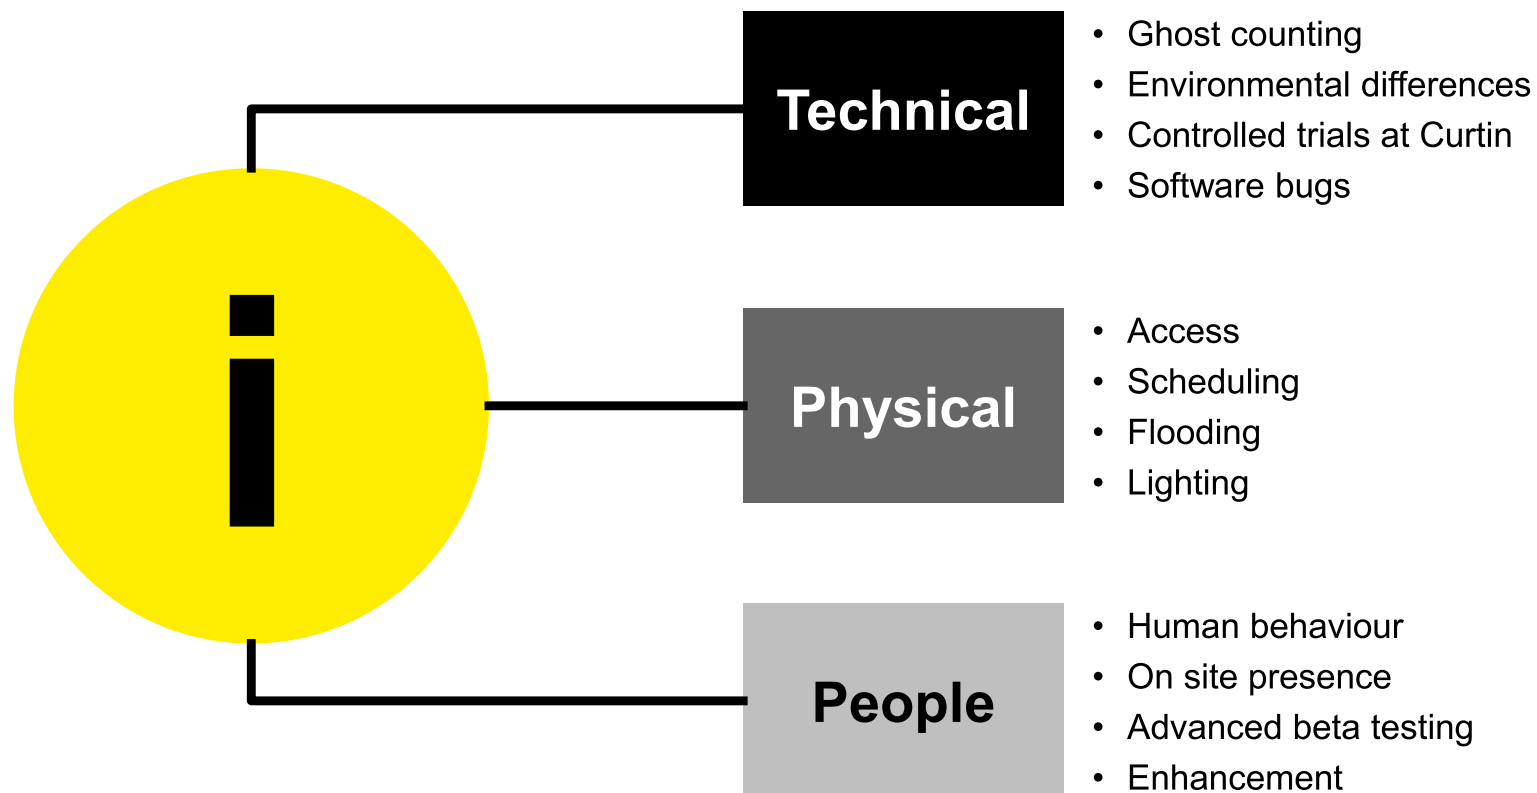 i
Technical
• Ghost counting
• Environmental differences
• Controlled trials at Curtin
• Software bugs
Physical
• Access
• Scheduling
• Flooding
• Lighting
People
• Human behaviour
• On site presence
• Advanced beta testing
• Enhancement